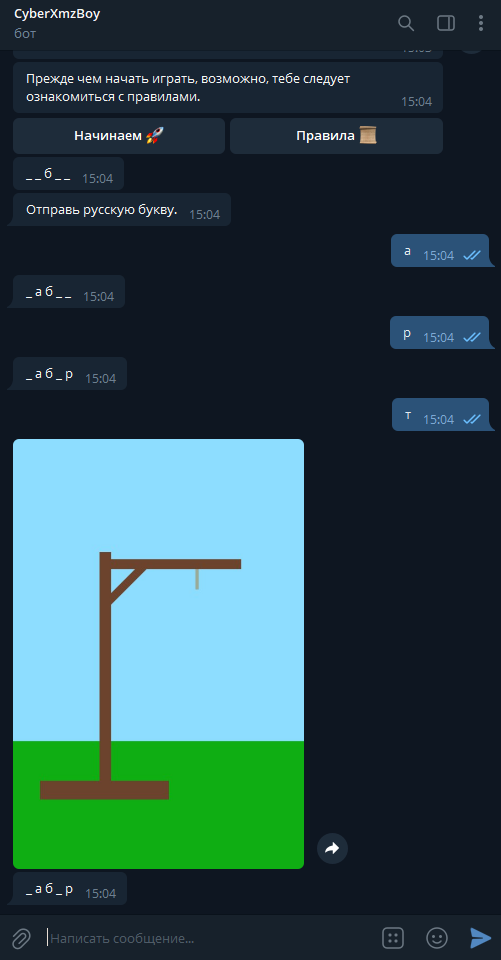 CyberXmzBoy
бот
Прежде чем начать играть, возможно, тебе следует
ознакомиться с правилами.
15:04
Начинаем 🚀
Правила 📜
_ _ б _ _ 15:04
Отправь русскую букву. 15:04
а 15:04
_ а б _ _ 15:04
р 15:04
_ а б _ р 15:04
т 15:04
_ а б _ р 15:04
Написать сообщение...